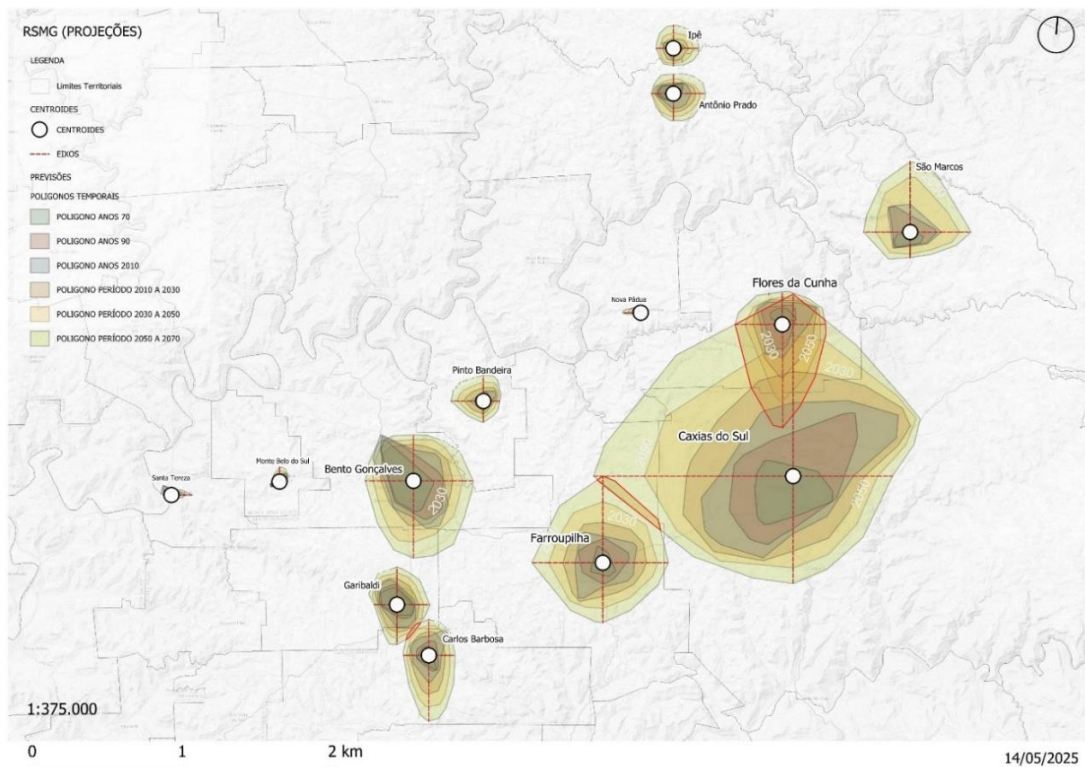 RSMG (PROJEÇÕES)
LEGENDA
Limites Territoriais
CENTROIDES
CENTROIDES
EIXOS
PREVISÕES
POLIGONOS TEMPORAIS
POLIGONO ANOS 70
POLIGONO ANOS 90
POLIGONO ANOS 2010
POLIGONO PERÍODO 2010 A 2030
POLIGONO PERÍODO 2030 A 2050
POLIGONO PERÍODO 2050 A 2070
Ipê
Antônio Prado
São Marcos
Flores da Cunha
Nova Pádua
2030
2050
2030
Pinto Bandeira
Caxias do Sul
Monte Belo do Sul
Bento Gonçalves
Santa Tereza
2030
2050
2030
Farroupilha
Garibaldi
Carlos Barbosa
1:375.000
0 1 2 km
14/05/2025